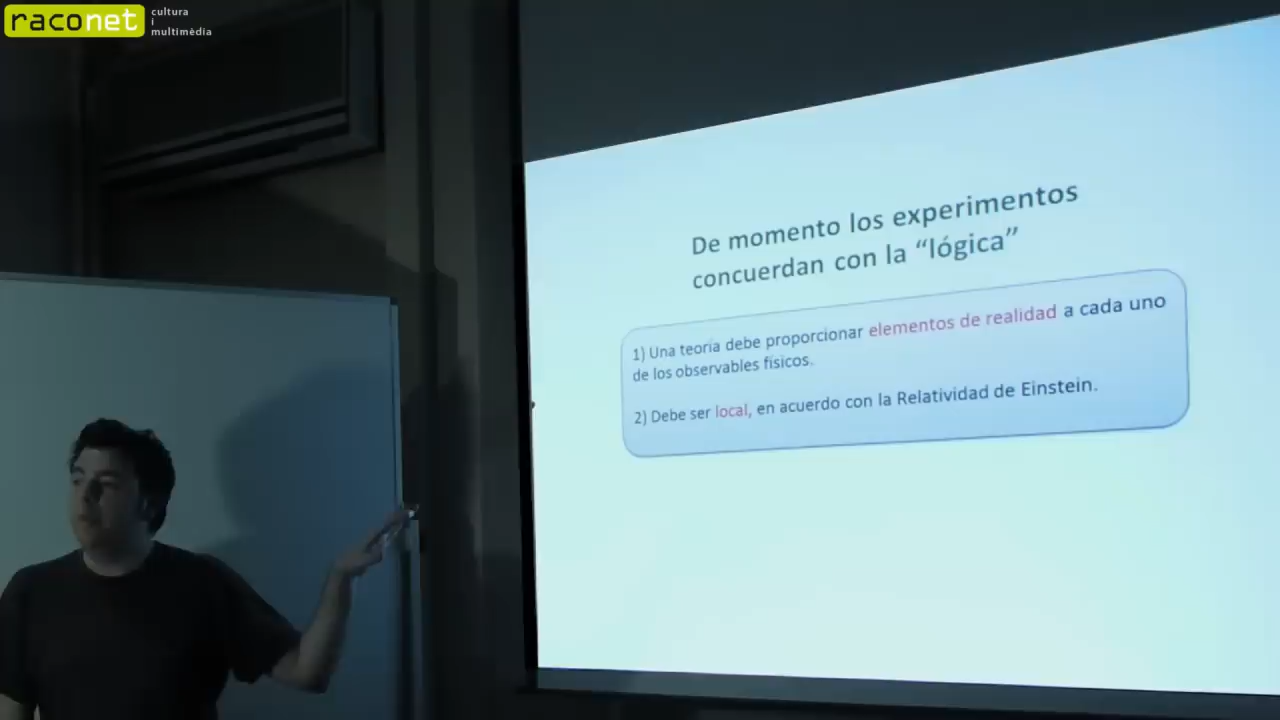 raconet
cultura
i
multimèdia
De momento los experimentos
concuerdan con la “lógica”
1) Una teoría debe proporcionar elementos de realidad a cada uno
de los observables físicos.
2) Debe ser local, en acuerdo con la Relatividad de Einstein.